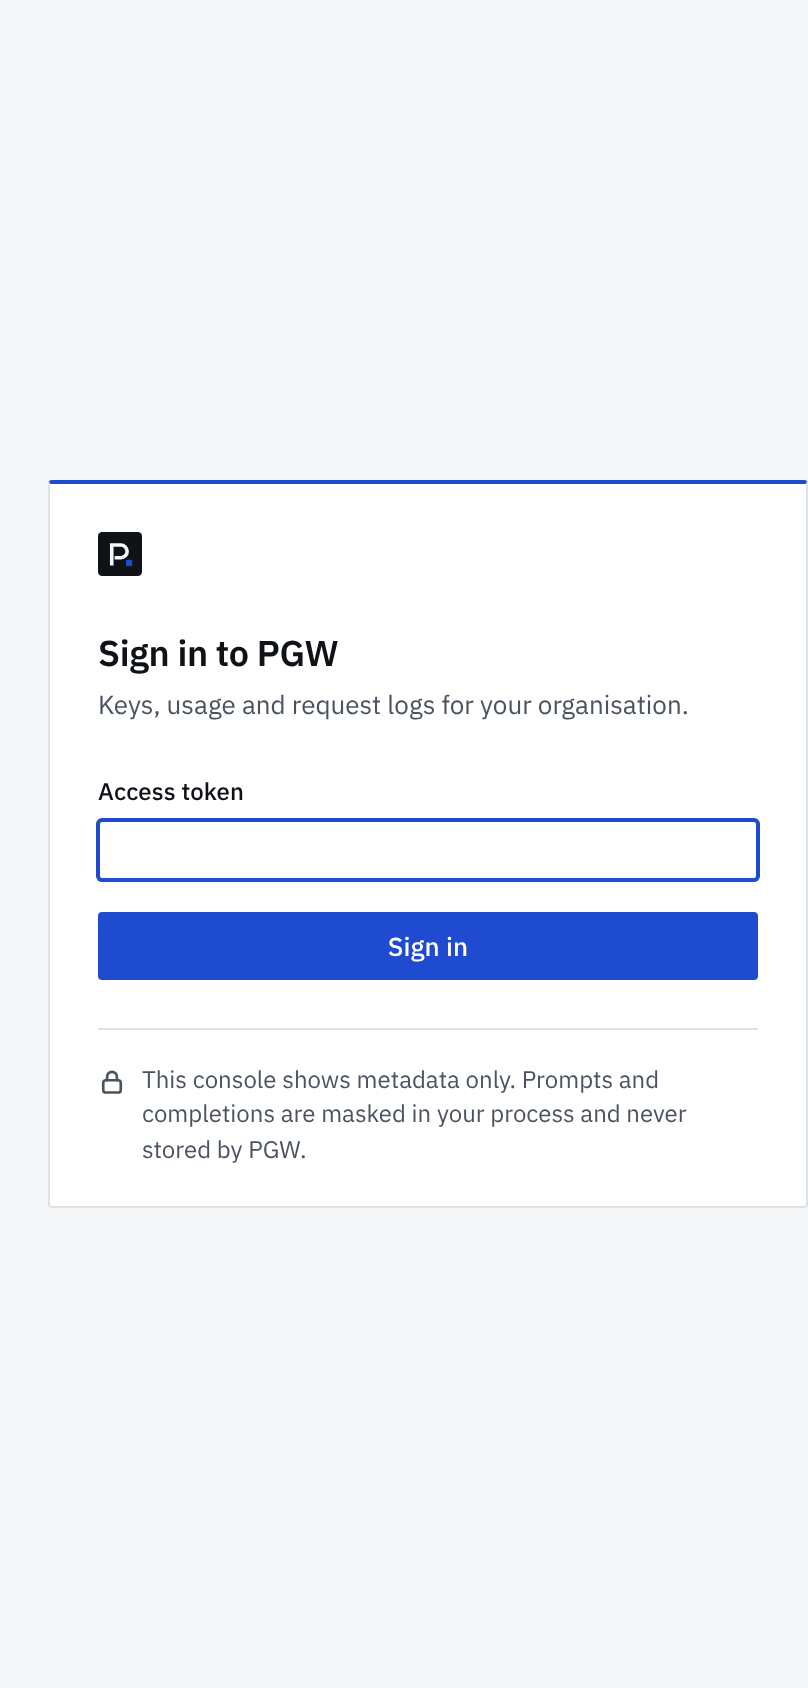 P.
Sign in to PGW
Keys, usage and request logs for your organisation.
Access token
Sign in
This console shows metadata only. Prompts and
completions are masked in your process and never
stored by PGW.